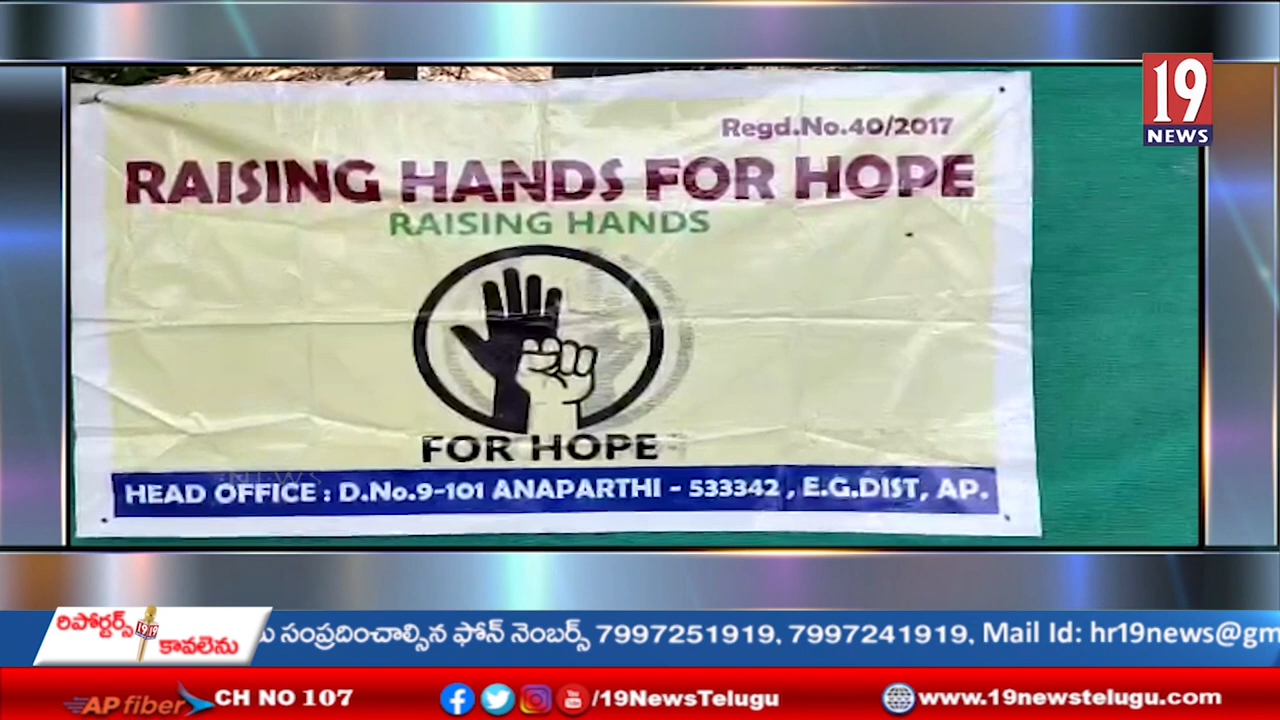 19
NEWS
Regd.No.40/2017
RAISING HANDS FOR HOPE
RAISING HANDS
FOR HOPE
HEAD OFFICE : D.No.9-101 ANAPARTHI - 533342 , E.G.DIST, AP.
రిపోర్టర్స్
1919
కావలెను
సంప్రదించాల్సిన ఫోన్ నెంబర్స్ 7997251919, 7997241919, Mail Id: hr19news@gm
AP fiber CH NO 107
/19NewsTelugu
www.19newstelugu.com